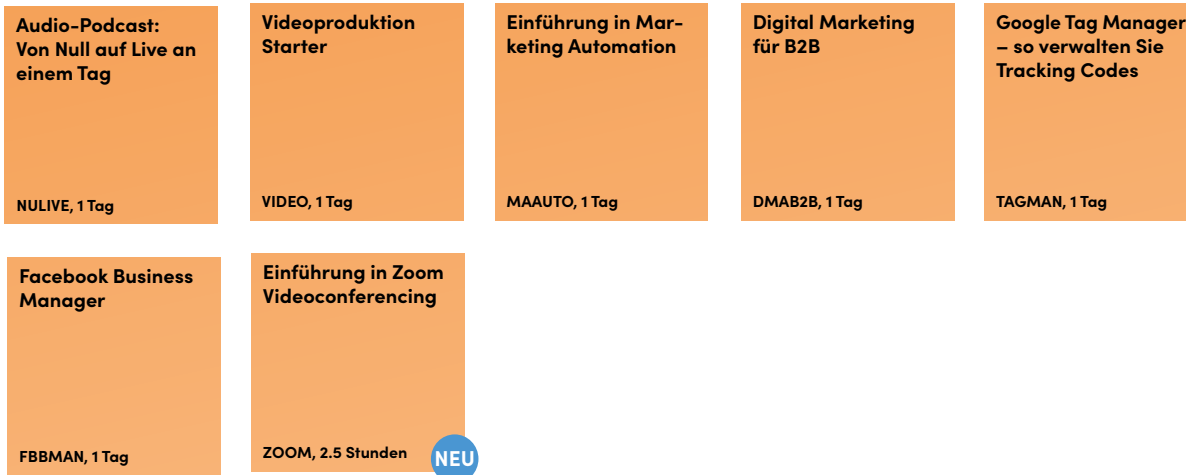 Audio-Podcast:
Von Null auf Live an
einem Tag
NULIVE, 1 Tag
Videoproduktion
Starter
VIDEO, 1 Tag
Einführung in Mar-
keting Automation
MAAUTO, 1 Tag
Digital Marketing
für B2B
DMAB2B, 1 Tag
Google Tag Manager
– so verwalten Sie
Tracking Codes
TAGMAN, 1 Tag
Facebook Business
Manager
FBBMAN, 1 Tag
Einführung in Zoom
Videoconferencing
ZOOM, 2.5 Stunden
NEU